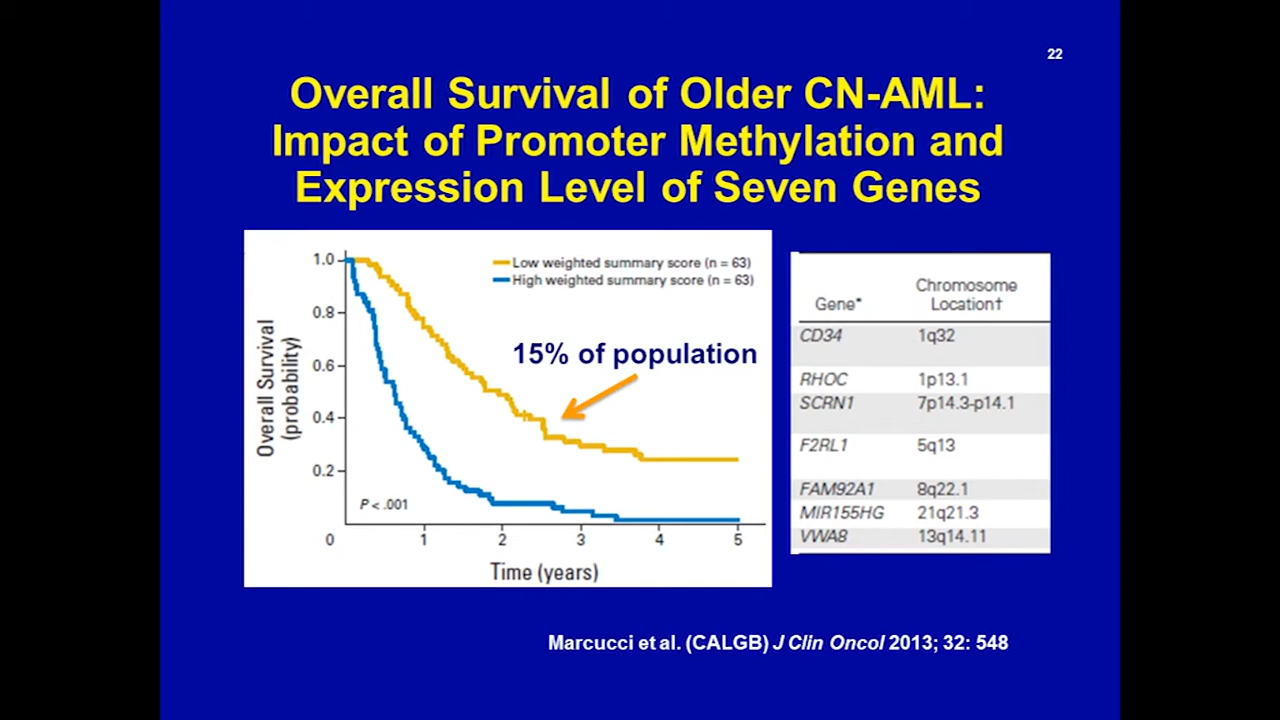 22
Overall Survival of Older CN-AML:
Impact of Promoter Methylation and
Expression Level of Seven Genes
Low weighted summary score (n = 63)
High weighted summary score (n = 63)
15% of population
Overall Survival
(probability)
1.0
0.8
0.6
0.4
0.2
P < .001
0 1 2 3 4 5
Time (years)
Gene* Chromosome Location†
CD34 1q32
RHOC 1p13.1
SCRN1 7p14.3-p14.1
F2RL1 5q13
FAM92A1 8q22.1
MIR155HG 21q21.3
VWA8 13q14.11
Marcucci et al. (CALGB) J Clin Oncol 2013; 32: 548